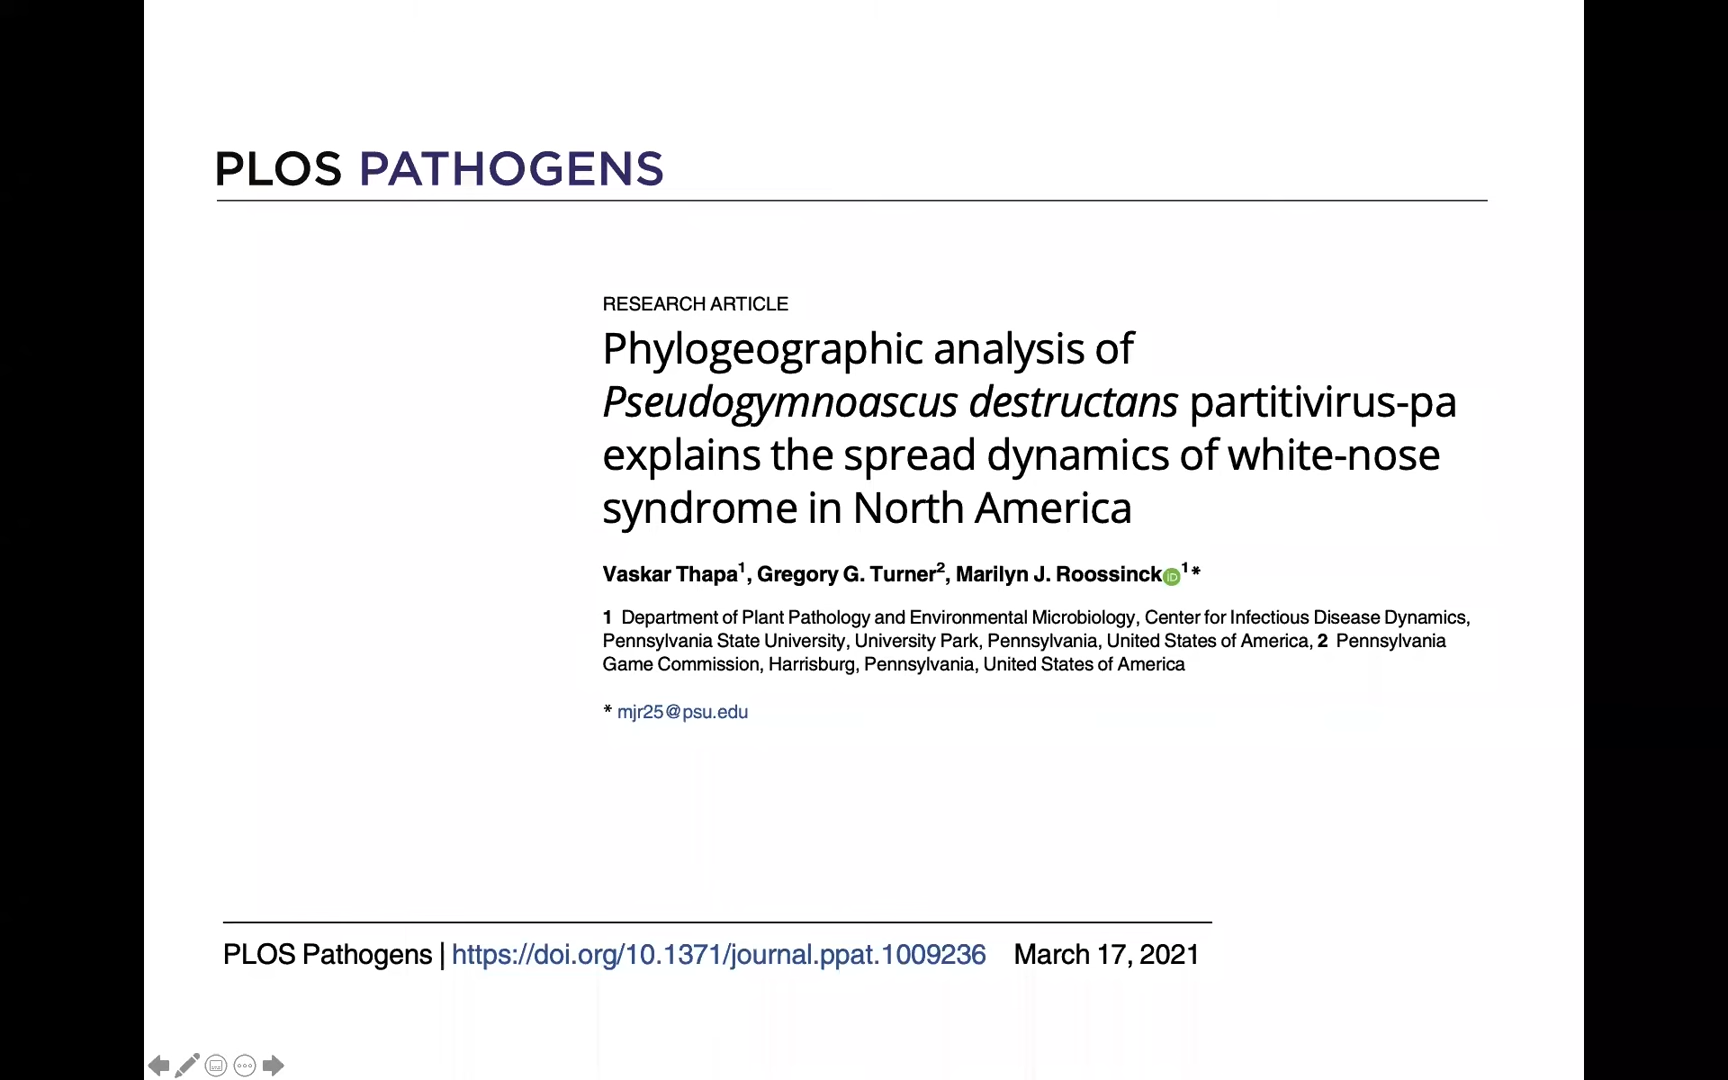 PLOS PATHOGENS
RESEARCH ARTICLE
Phylogeographic analysis of
Pseudogymnoascus destructans partitivirus-pa
explains the spread dynamics of white-nose
syndrome in North America
Vaskar Thapa1, Gregory G. Turner2, Marilyn J. Roossinck iD 1*
1 Department of Plant Pathology and Environmental Microbiology, Center for Infectious Disease Dynamics,
Pennsylvania State University, University Park, Pennsylvania, United States of America, 2 Pennsylvania
Game Commission, Harrisburg, Pennsylvania, United States of America
* mjr25@psu.edu
PLOS Pathogens | https://doi.org/10.1371/journal.ppat.1009236 March 17, 2021